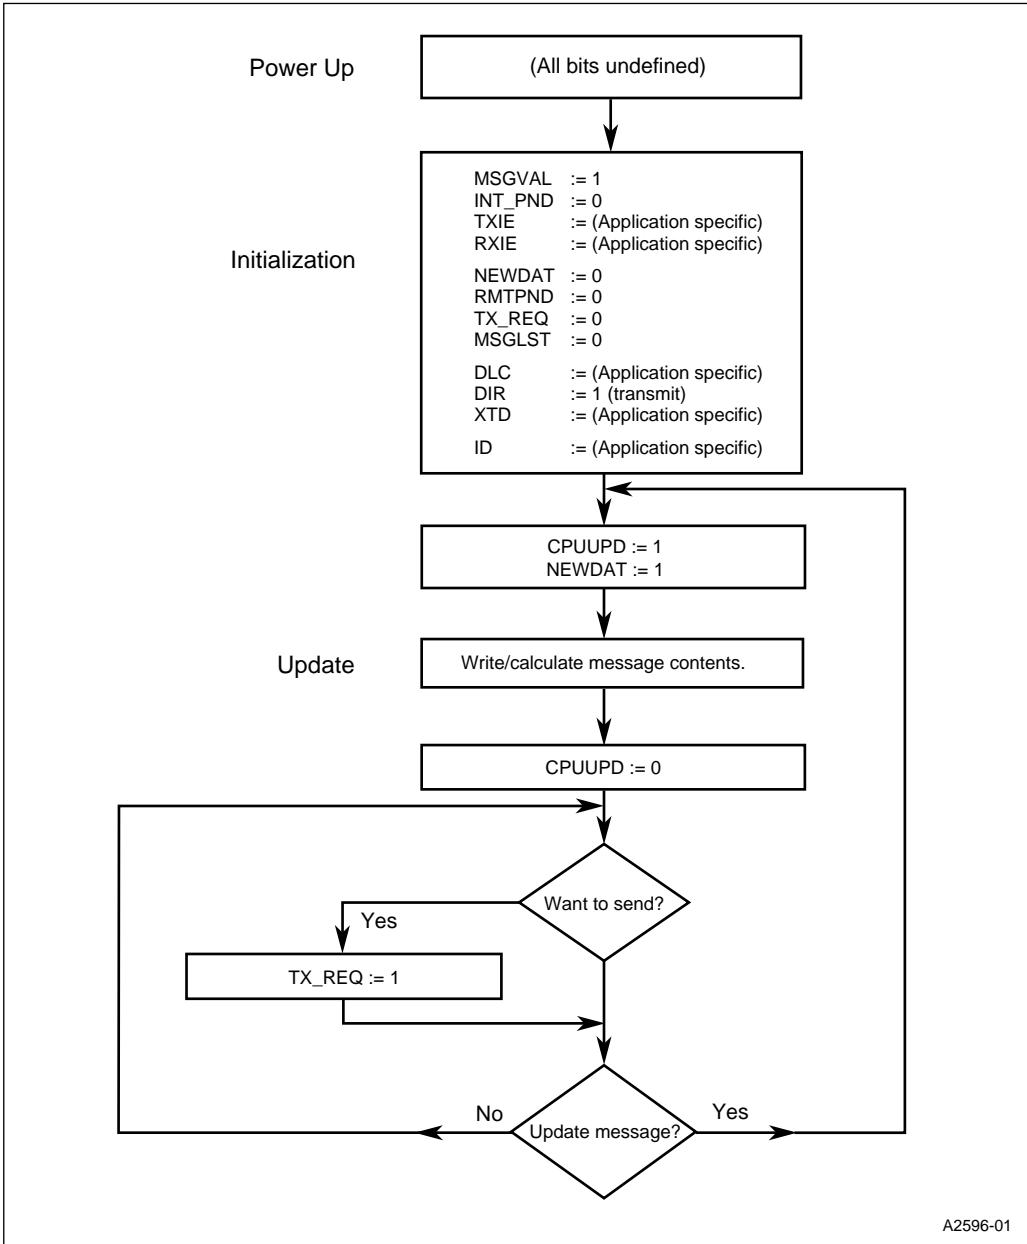 Power Up
(All bits undefined)
Initialization
MSGVAL := 1
INT_PND := 0
TXIE := (Application specific)
RXIE := (Application specific)
NEWDAT := 0
RMTPND := 0
TX_REQ := 0
MSGLST := 0
DLC := (Application specific)
DIR := 1 (transmit)
XTD := (Application specific)
ID := (Application specific)
CPUUPD := 1
NEWDAT := 1
Update
Write/calculate message contents.
CPUUPD := 0
Want to send?
Yes
TX_REQ := 1
No
Update message?
Yes
A2596-01